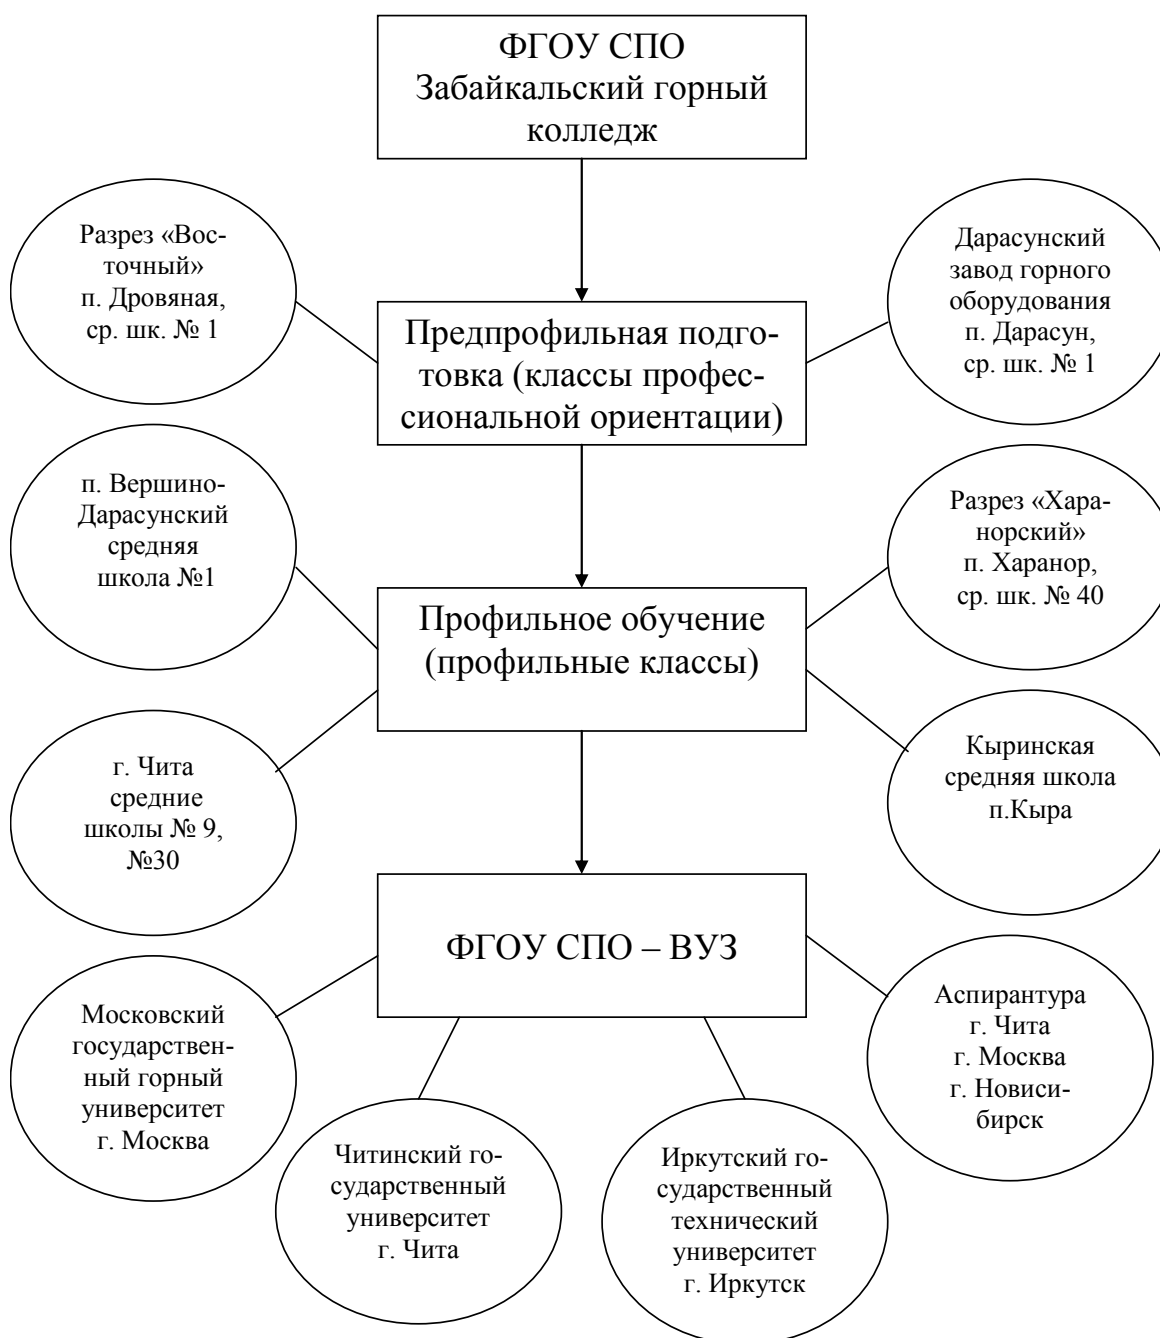 ФГОУ СПО
Забайкальский горный
колледж
Разрез «Вос-
точный»
п. Дровяная,
ср. шк. № 1
Дарасунский
завод горного
оборудования
п. Дарасун,
ср. шк. № 1
Предпрофильная подго-
товка (классы профес-
сиональной ориентации)
п. Вершино-
Дарасунский
средняя
школа №1
Разрез «Хара-
норский»
п. Харанор,
ср. шк. № 40
Профильное обучение
(профильные классы)
г. Чита
средние
школы № 9,
№30
Кыринская
средняя школа
п.Кыра
ФГОУ СПО – ВУЗ
Московский
государствен-
ный горный
университет
г. Москва
Читинский го-
сударственный
университет
г. Чита
Иркутский го-
сударственный
технический
университет
г. Иркутск
Аспирантура
г. Чита
г. Москва
г. Новиси-
бирск